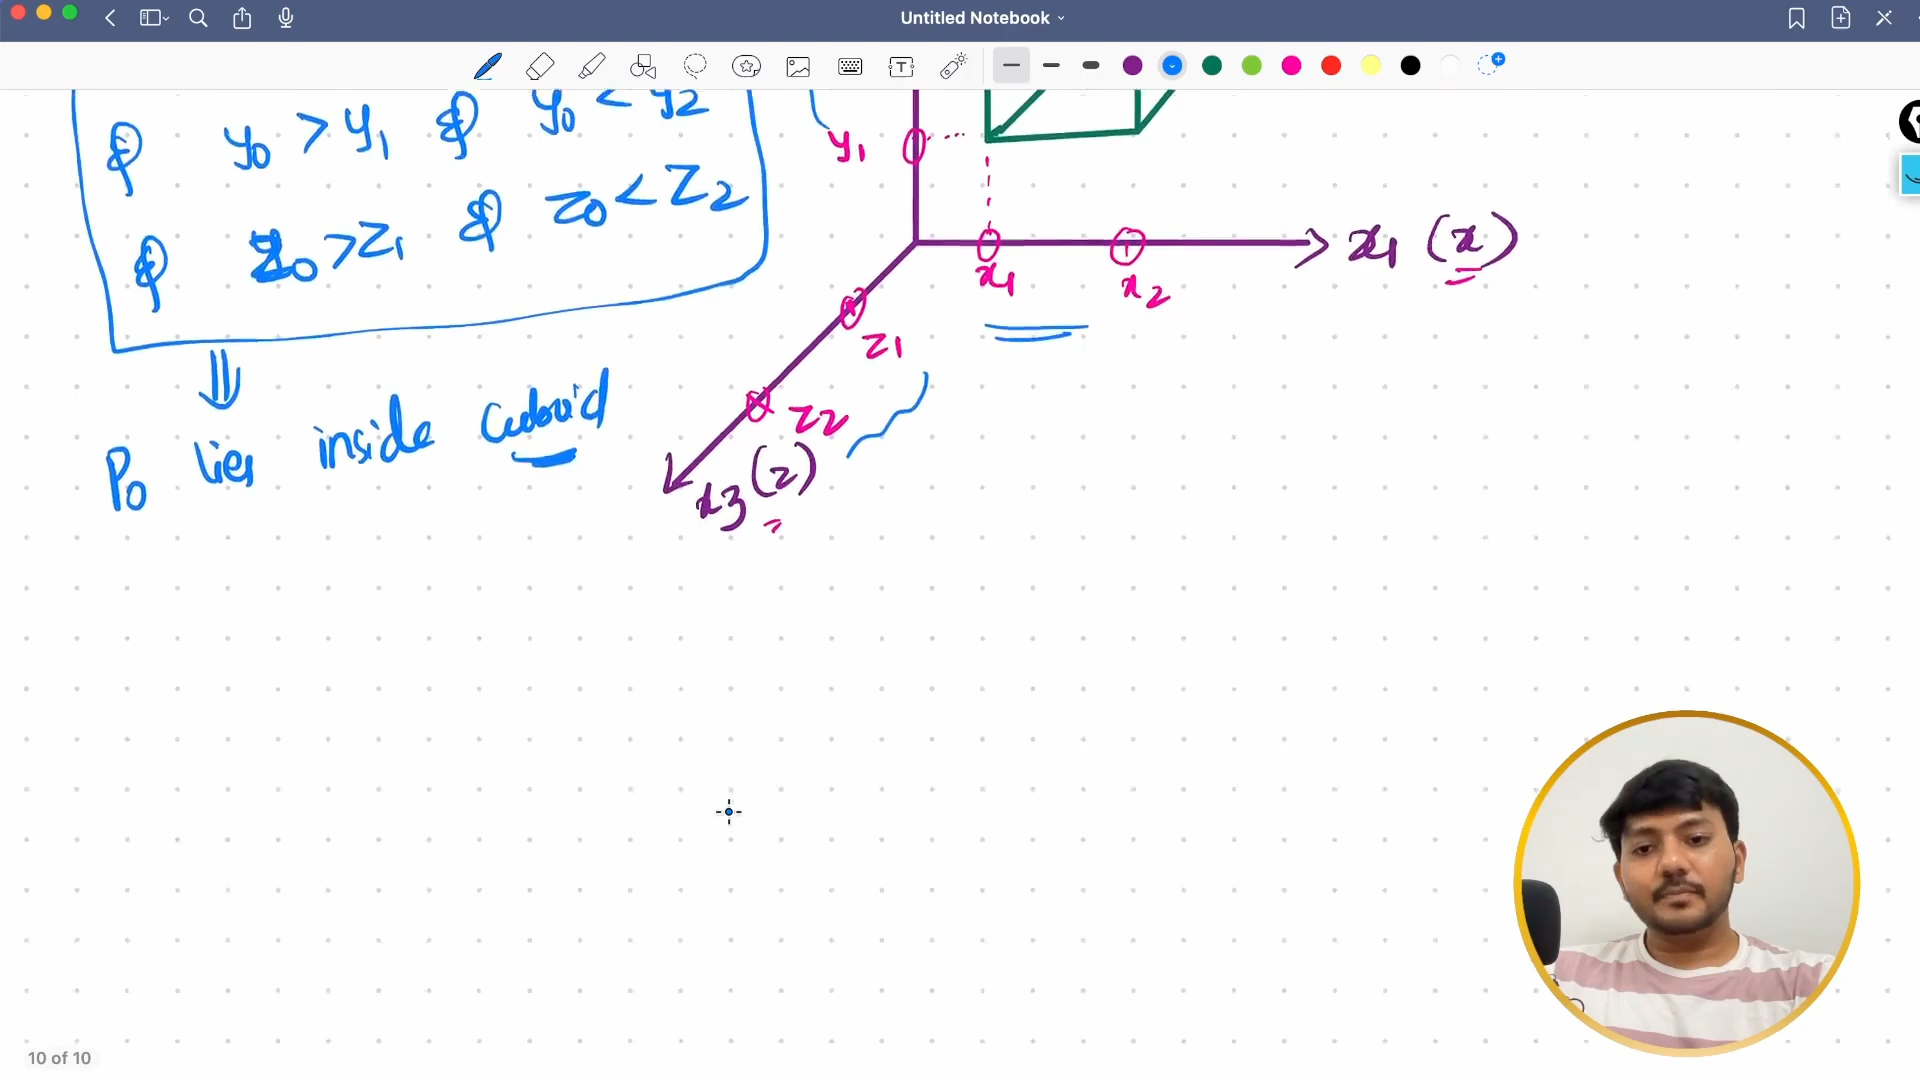 Untitled Notebook
& y0 > y1 & y0 < y2
& z0 > z1 & z0 < z2
⇓
P0 lies inside Cuboid
y1
x1 (x)
x1
x2
z1
z2
x3 (z)
10 of 10